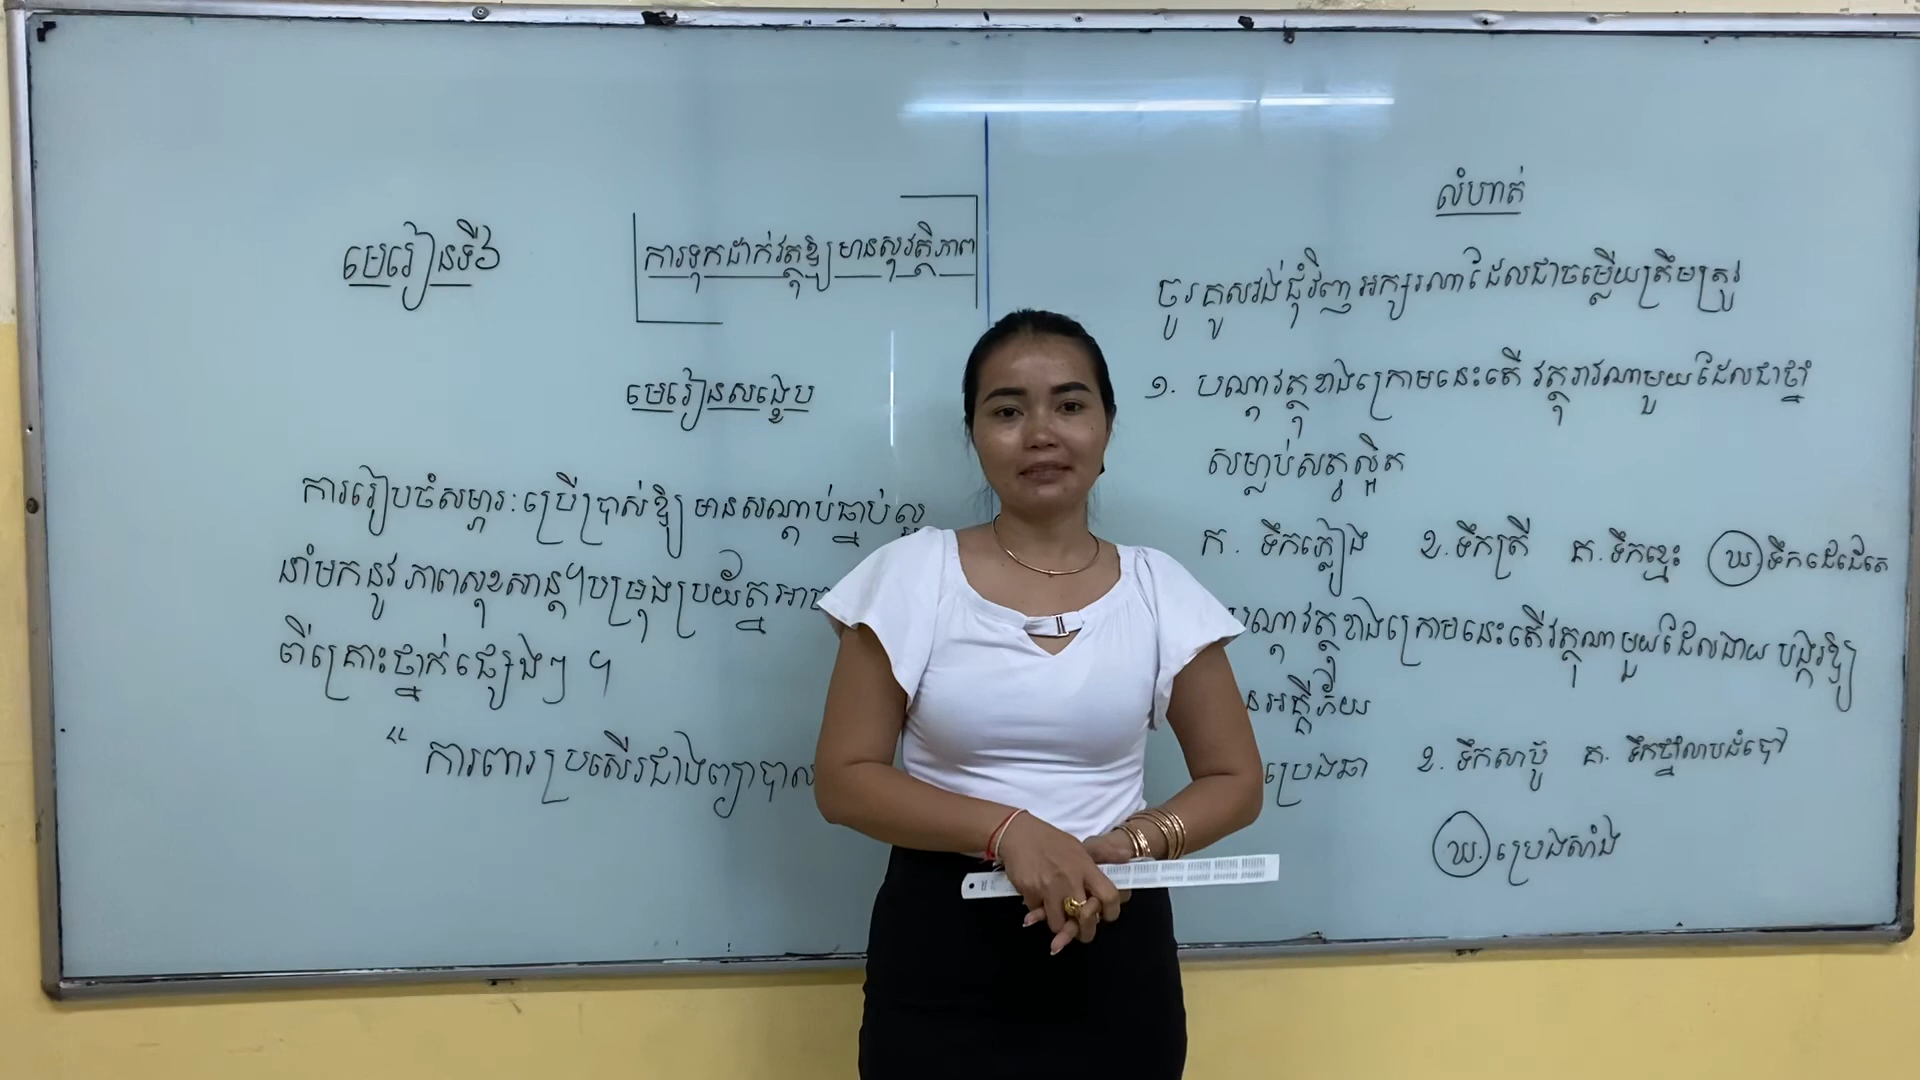 មេរៀនទី៦
ការទុកដាក់វត្ថុឱ្យមានសុវត្ថិភាព
មេរៀនសង្ខេប
ការរៀបចំសម្ភារៈប្រើប្រាស់ឱ្យមានសណ្ដាប់ធ្នាប់ល្អ
នាំមកនូវភាពសុខសាន្ត។បម្រុងប្រយ័ត្នអាច
ពីគ្រោះថ្នាក់ផ្សេងៗ ។
“ ការពារប្រសើរជាងព្យាបាល
លំហាត់
ចូរគូសវង់ជុំវិញអក្សរណាដែលជាចម្លើយត្រឹមត្រូវ
១. បណ្ដាវត្ថុខាងក្រោមនេះតើ វត្ថុរាវណាមួយដែលជាថ្នាំ
សម្លាប់សត្វល្អិត
ក. ទឹកភ្លៀង ខ. ទឹកត្រី គ. ទឹកខ្មេះ ឃ. ទឹកដេដេតេ
បណ្ដាវត្ថុខាងក្រោមនេះតើវត្ថុណាមួយដែលងាយ បង្កឱ្យ
អគ្គីភ័យ
ប្រេងឆា ខ. ទឹកសាប៊ូ គ. ទឹកថ្នាំលាបដំបៅ
ឃ. ប្រេងសាំង